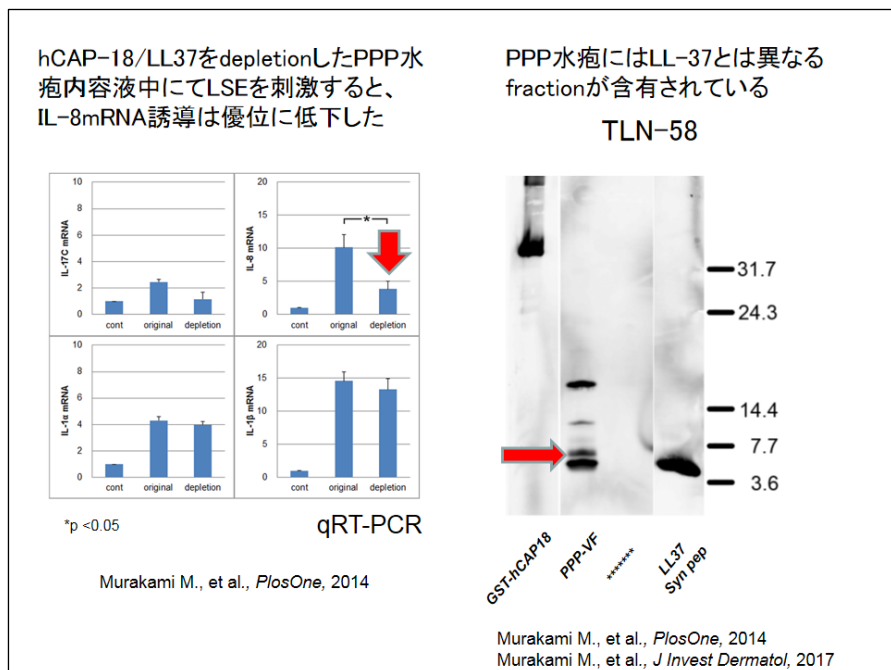 hCAP-18/LL37をdepletionしたPPP水
疱内容液中にてLSEを刺激すると、
IL-8mRNA誘導は優位に低下した
IL-17C mRNA
10
8
6
4
2
0
cont original depletion
IL-8 mRNA
20
15
10
5
0
*
cont orignal depletion
IL-1α mRNA
10
8
6
4
2
0
cont original depletion
IL-1β mRNA
20
15
10
5
0
cont original depletion
*p <0.05
qRT-PCR
Murakami M., et al., PlosOne, 2014
PPP水疱にはLL-37とは異なる
fractionが含有されている
TLN-58
31.7
24.3
14.4
7.7
3.6
GST-hCAP18
PPP-VF
*******
LL37
Syn pep
Murakami M., et al., PlosOne, 2014
Murakami M., et al., J Invest Dermatol, 2017